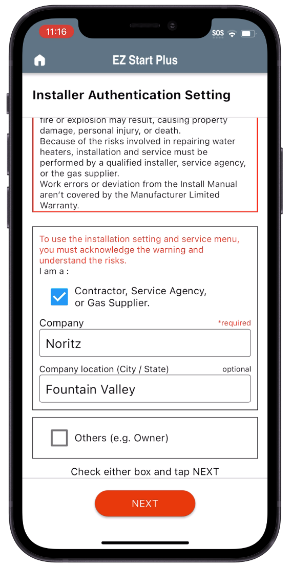 11:16
SOS
EZ Start Plus
Installer Authentication Setting
fire or explosion may result, causing property
damage, personal injury, or death.
Because of the risks involved in repairing water
heaters, installation and service must be
performed by a qualified installer, service agency,
or the gas supplier.
Work errors or deviation from the Install Manual
aren't covered by the Manufacturer Limited
Warranty.
To use the installation setting and service menu,
you must acknowledge the warning and
understand the risks.
I am a :
Contractor, Service Agency,
or Gas Supplier.
Company *required
Noritz
Company location (City / State) optional
Fountain Valley
Others (e.g. Owner)
Check either box and tap NEXT
NEXT